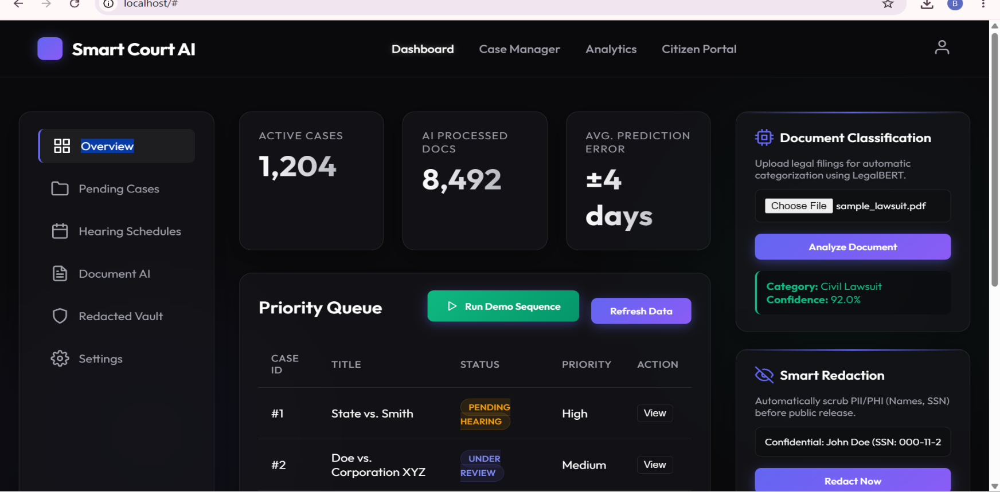 localhost/#
B
Smart Court AI
Dashboard
Case Manager
Analytics
Citizen Portal
Overview
Pending Cases
Hearing Schedules
Document AI
Redacted Vault
Settings
ACTIVE CASES
1,204
AI PROCESSED
DOCS
8,492
AVG. PREDICTION
ERROR
±4
days
Priority Queue
Run Demo Sequence
Refresh Data
CASE
ID
TITLE
STATUS
PRIORITY
ACTION
#1
State vs. Smith
PENDING
HEARING
High
View
#2
Doe vs.
Corporation XYZ
UNDER
REVIEW
Medium
View
Document Classification
Upload legal filings for automatic
categorization using LegalBERT.
Choose File sample_lawsuit.pdf
Analyze Document
Category: Civil Lawsuit
Confidence: 92.0%
Smart Redaction
Automatically scrub PII/PHI (Names, SSN)
before public release.
Confidential: John Doe (SSN: 000-11-2
Redact Now